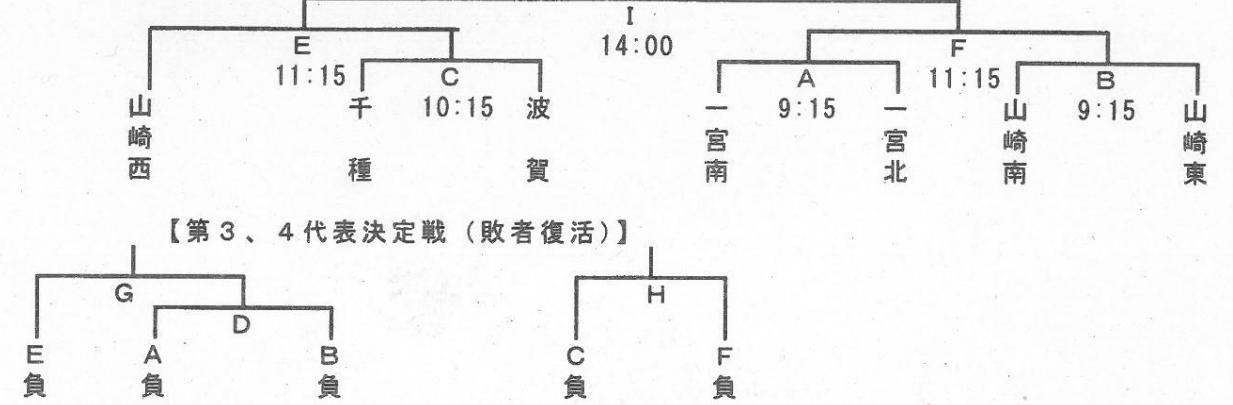 I
14:00
E
11:15
C
10:15
F
11:15
A
9:15
B
9:15
山崎西
千種
波賀
一宮南
一宮北
山崎南
山崎東
【第3、4代表決定戦(敗者復活)】
G
D
H
E負
A負
B負
C負
F負